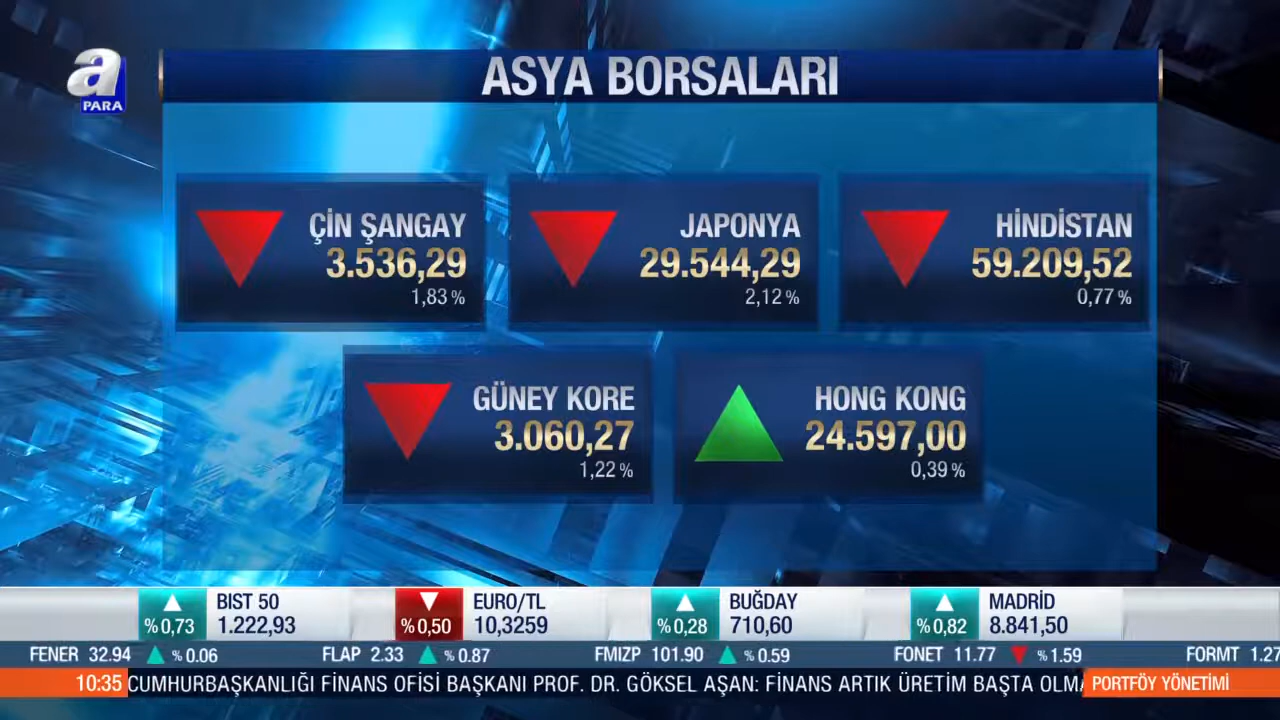 a
PARA
ASYA BORSALARI
ÇİN ŞANGAY
3.536,29
1,83 %
JAPONYA
29.544,29
2,12 %
HİNDİSTAN
59.209,52
0,77 %
GÜNEY KORE
3.060,27
1,22 %
HONG KONG
24.597,00
0,39 %
BIST 50
% 0,73 1.222,93
EURO/TL
% 0,50 10,3259
BUĞDAY
% 0,28 710,60
MADRİD
% 0,82 8.841,50
FENER 32.94 % 0.06 FLAP 2.33 % 0.87 FMIZP 101.90 % 0.59 FONET 11.77 % 1.59 FORMT 1.27
10:35 CUMHURBAŞKANLIĞI FİNANS OFİSİ BAŞKANI PROF. DR. GÖKSEL AŞAN: FİNANS ARTIK ÜRETİM BAŞTA OLMA PORTFÖY YÖNETİMİ